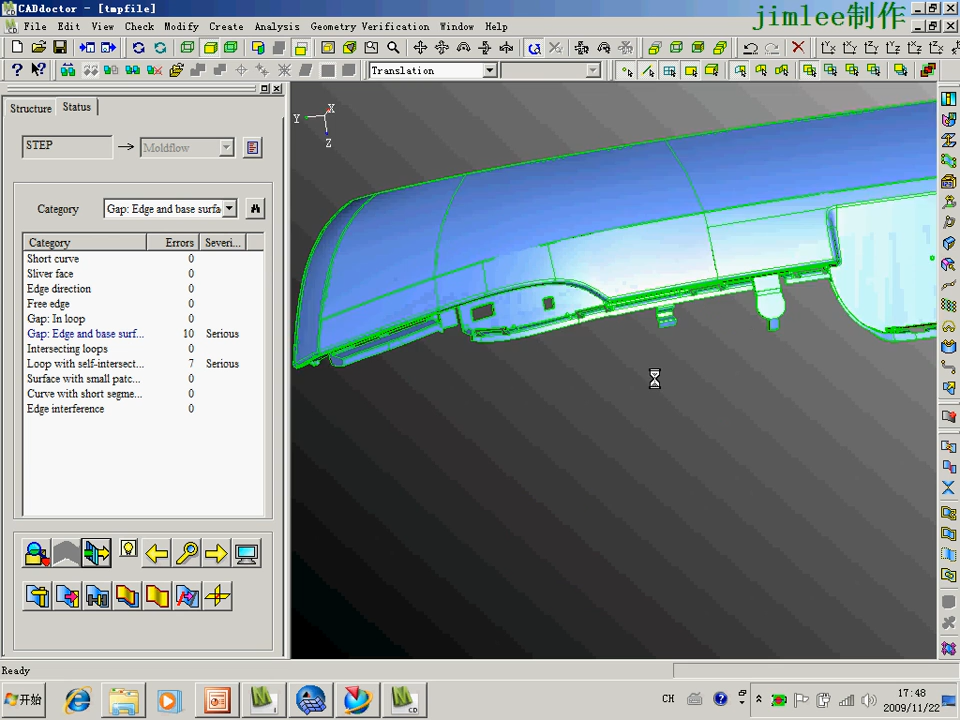 CADdoctor - [tmpfile]
jimlee制作
File Edit View Check Modify Create Analysis Geometry Verification Window Help
Translation
Structure Status
STEP Moldflow
Category Gap: Edge and base surfa
Category Errors Severi...
Short curve 0
Sliver face 0
Edge direction 0
Free edge 0
Gap: In loop 0
Gap: Edge and base surf... 10 Serious
Intersecting loops 0
Loop with self-intersect... 7 Serious
Surface with small patc... 0
Curve with short segme... 0
Edge interference 0
X
Y
Z
Ready
开始
CH
17:48
2009/11/22